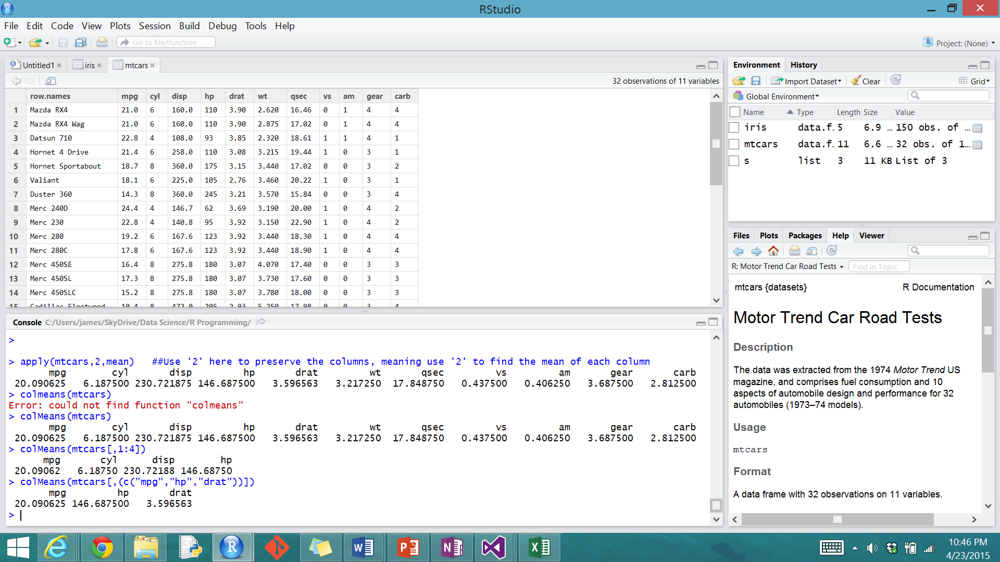 RStudio
File Edit Code View Plots Session Build Debug Tools Help
Go to file/function
Project: (None)
Untitled1 iris mtcars
32 observations of 11 variables
row.names mpg cyl disp hp drat wt qsec vs am gear carb
1 Mazda RX4 21.0 6 160.0 110 3.90 2.620 16.46 0 1 4 4
2 Mazda RX4 Wag 21.0 6 160.0 110 3.90 2.875 17.02 0 1 4 4
3 Datsun 710 22.8 4 108.0 93 3.85 2.320 18.61 1 1 4 1
4 Hornet 4 Drive 21.4 6 258.0 110 3.08 3.215 19.44 1 0 3 1
5 Hornet Sportabout 18.7 8 360.0 175 3.15 3.440 17.02 0 0 3 2
6 Valiant 18.1 6 225.0 105 2.76 3.460 20.22 1 0 3 1
7 Duster 360 14.3 8 360.0 245 3.21 3.570 15.84 0 0 3 4
8 Merc 240D 24.4 4 146.7 62 3.69 3.190 20.00 1 0 4 2
9 Merc 230 22.8 4 140.8 95 3.92 3.150 22.90 1 0 4 2
10 Merc 280 19.2 6 167.6 123 3.92 3.440 18.30 1 0 4 4
11 Merc 280C 17.8 6 167.6 123 3.92 3.440 18.90 1 0 4 4
12 Merc 450SE 16.4 8 275.8 180 3.07 4.070 17.40 0 0 3 3
13 Merc 450SL 17.3 8 275.8 180 3.07 3.730 17.60 0 0 3 3
14 Merc 450SLC 15.2 8 275.8 180 3.07 3.780 18.00 0 0 3 3
15 Cadillac Fleetwood 10.4 8 472.0 205 2.93 5.250 17.98 0 0 3 4
Console C:/Users/james/SkyDrive/Data Science/R Programming/
>
> apply(mtcars,2,mean) ##Use '2' here to preserve the columns, meaning use '2' to find the mean of each column
mpg cyl disp hp drat wt qsec vs am gear carb
20.090625 6.187500 230.721875 146.687500 3.596563 3.217250 17.848750 0.437500 0.406250 3.687500 2.812500
> colmeans(mtcars)
Error: could not find function "colmeans"
> colMeans(mtcars)
mpg cyl disp hp drat wt qsec vs am gear carb
20.090625 6.187500 230.721875 146.687500 3.596563 3.217250 17.848750 0.437500 0.406250 3.687500 2.812500
> colMeans(mtcars[,1:4])
mpg cyl disp hp
20.09062 6.18750 230.72188 146.68750
> colMeans(mtcars[,(c("mpg","hp","drat"))])
mpg hp drat
20.090625 146.687500 3.596563
>
Environment History
Import Dataset Clear Grid
Global Environment
Name Type Length Size Value
iris data.f… 5 6.9 … 150 obs. of …
mtcars data.f… 11 6.6 … 32 obs. of 1…
s list 3 11 KB List of 3
Files Plots Packages Help Viewer
R: Motor Trend Car Road Tests Find in Topic
mtcars {datasets} R Documentation
Motor Trend Car Road Tests
Description
The data was extracted from the 1974 Motor Trend US
magazine, and comprises fuel consumption and 10
aspects of automobile design and performance for 32
automobiles (1973–74 models).
Usage
mtcars
Format
A data frame with 32 observations on 11 variables.
10:46 PM
4/23/2015